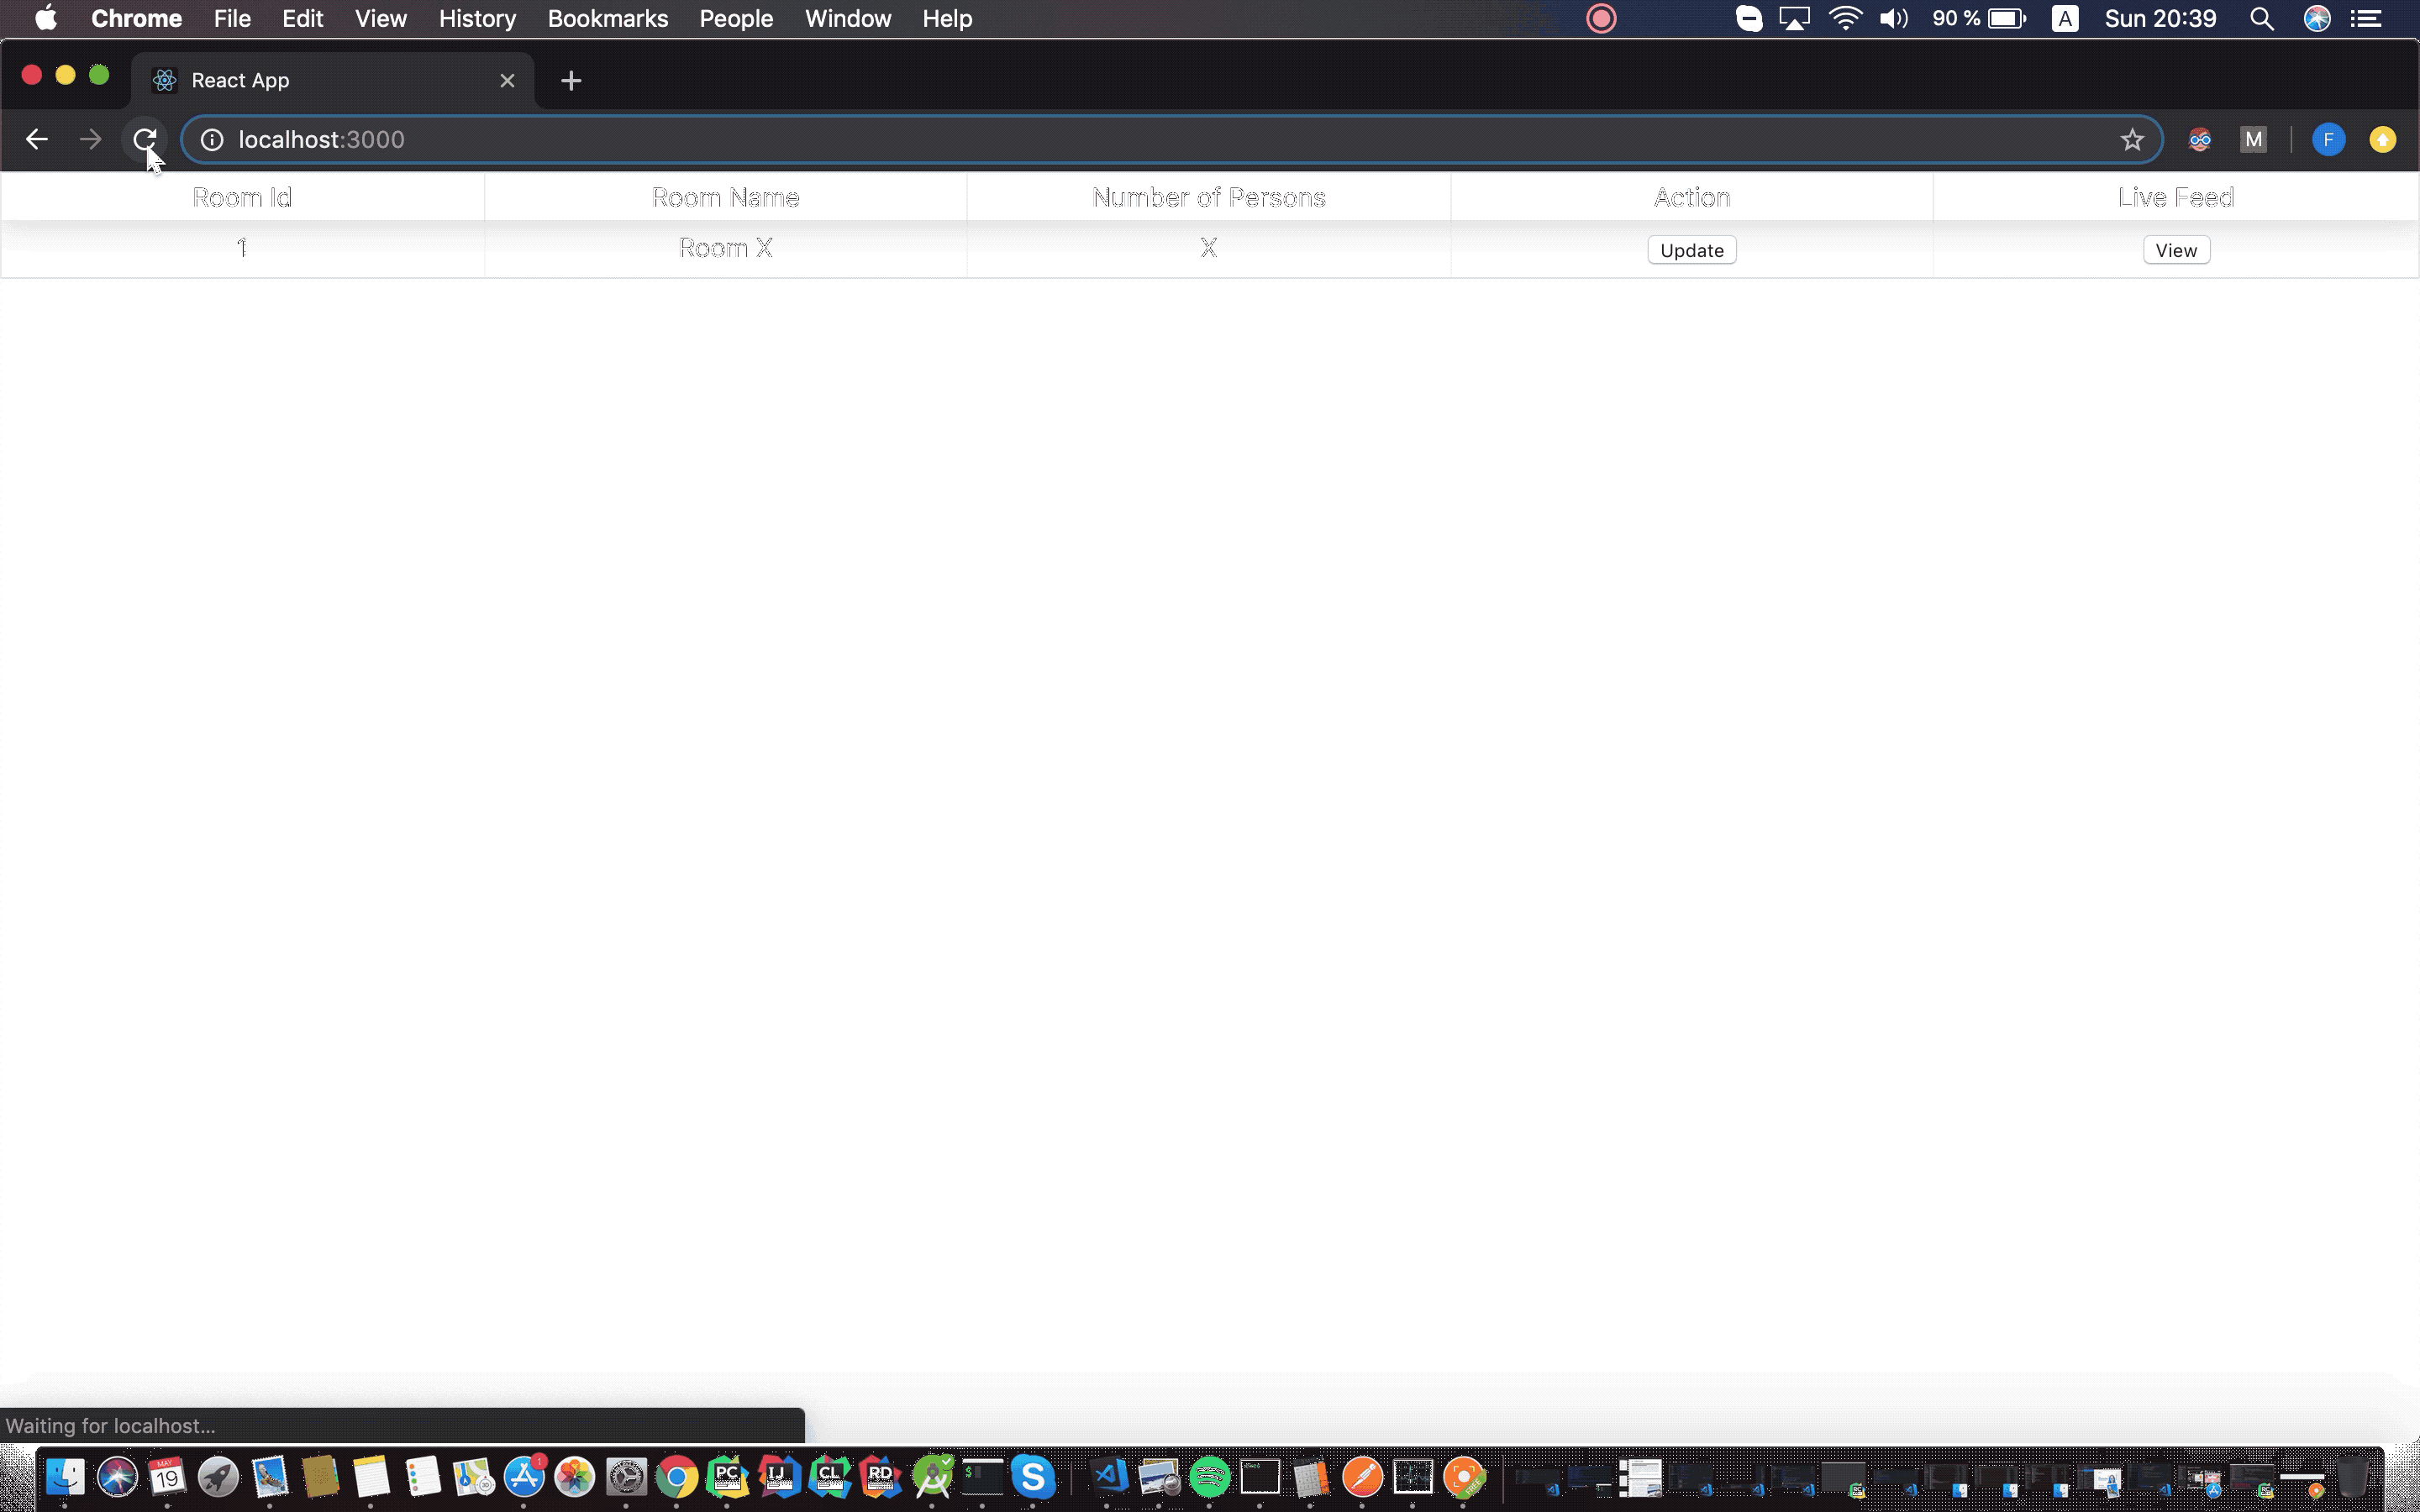 Chrome File Edit View History Bookmarks People Window Help 90 % A Sun 20:39
React App
localhost:3000 M F
Room Id Room Name Number of Persons Action Live Feed
1 Room X X Update View
Waiting for localhost...
MAY 19 1 PC IJ CL RD $ S